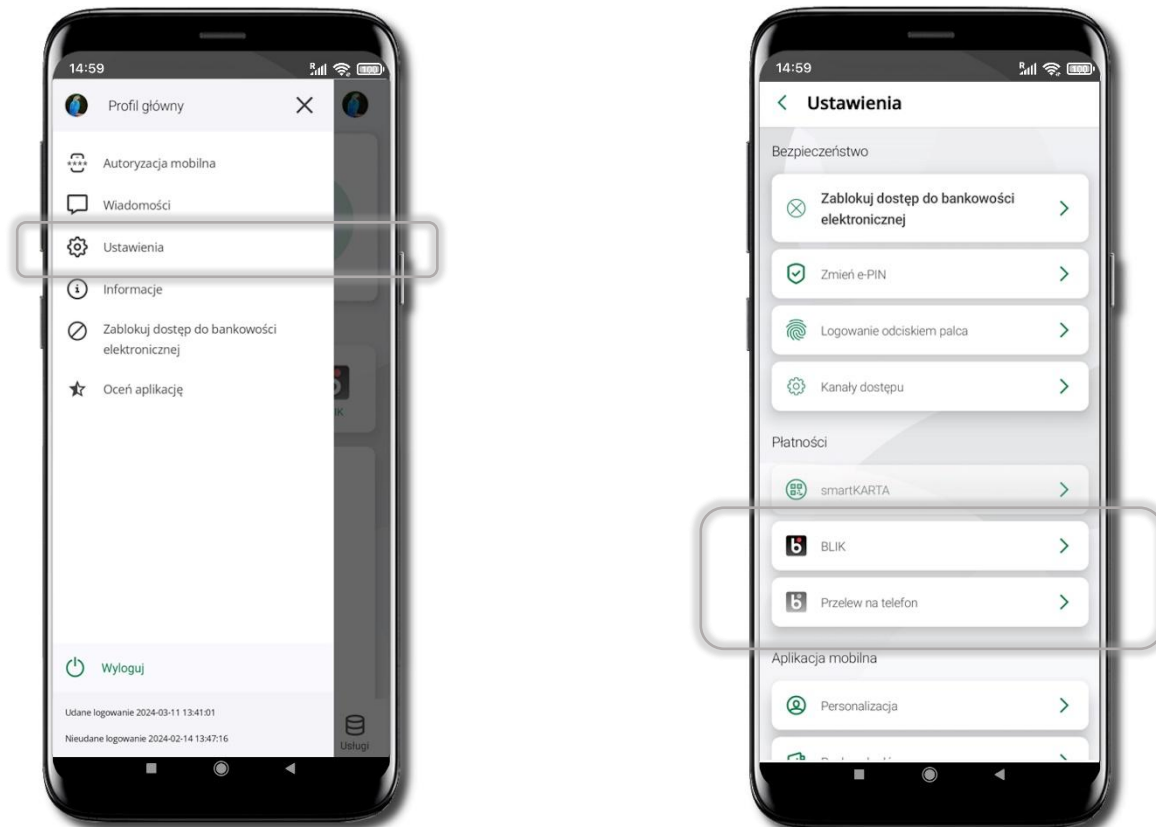 14:59
R
100
Profil główny
Autoryzacja mobilna
Wiadomości
Ustawienia
Informacje
Zablokuj dostęp do bankowości
elektronicznej
Oceń aplikację
IK
Wyloguj
Udane logowanie 2024-03-11 13:41:01
Nieudane logowanie 2024-02-14 13:47:16
Usługi
14:59
R
100
Ustawienia
Bezpieczeństwo
Zablokuj dostęp do bankowości
elektronicznej
Zmień e-PIN
Logowanie odciskiem palca
Kanały dostępu
Płatności
smartKARTA
BLIK
Przelew na telefon
Aplikacja mobilna
Personalizacja